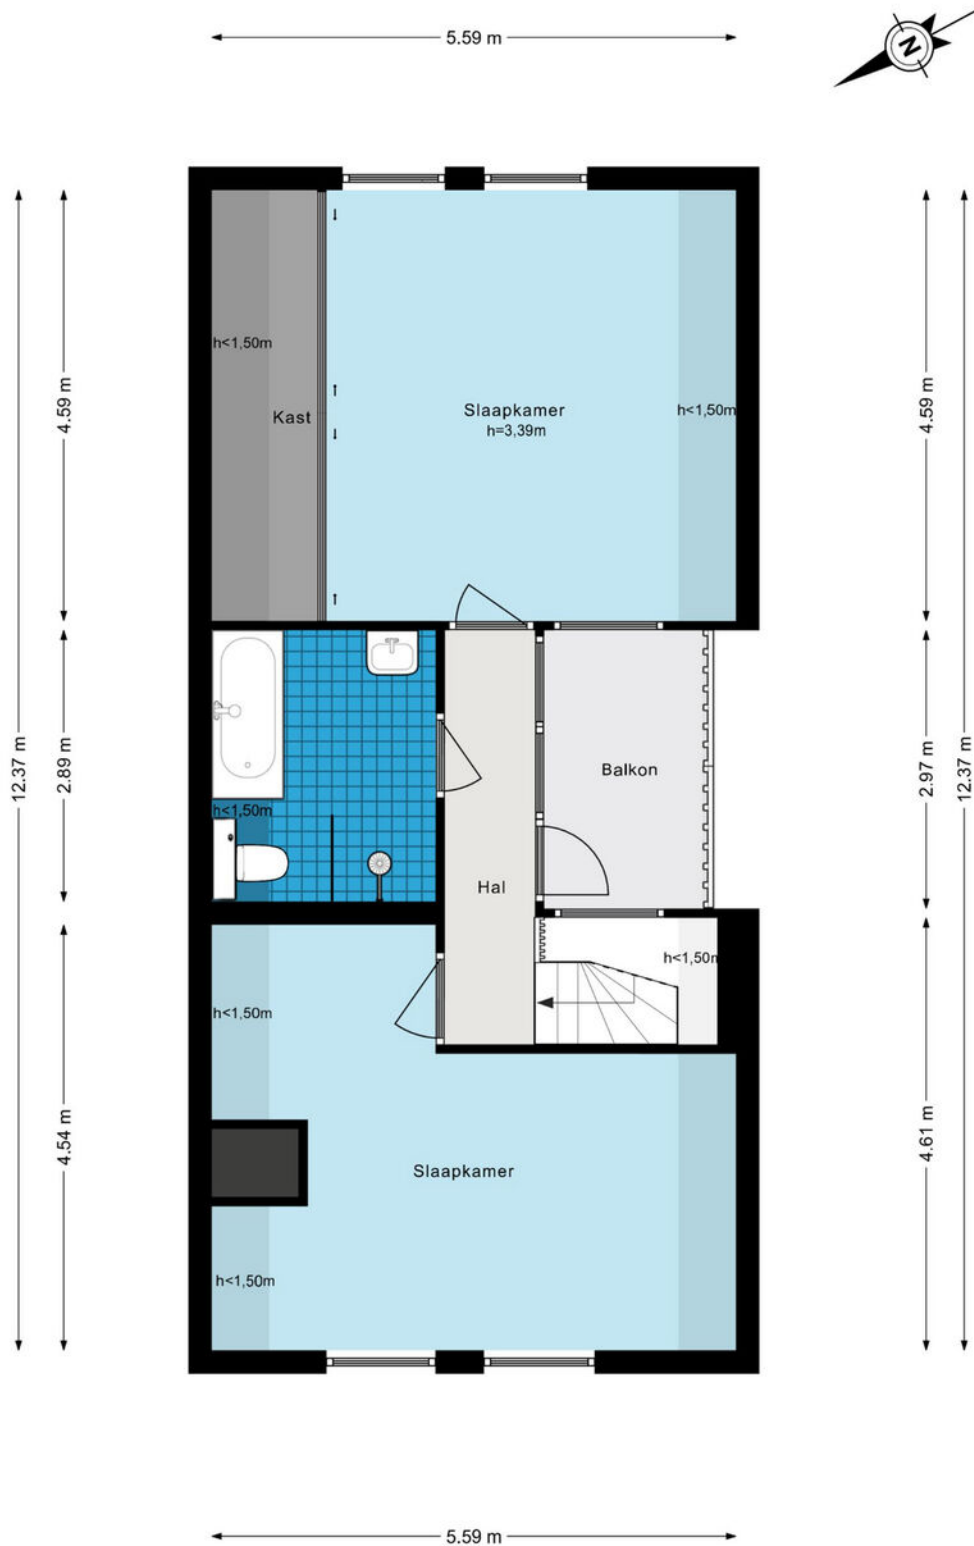 5.59 m
N
h<1,50m
Kast
Slaapkamer
h=3,39m
h<1,50m
4.59 m
4.59 m
12.37 m
2.89 m
h<1,50m
Hal
Balkon
2.97 m
12.37 m
h<1,50m
h<1,50m
4.54 m
Slaapkamer
4.61 m
h<1,50m
5.59 m